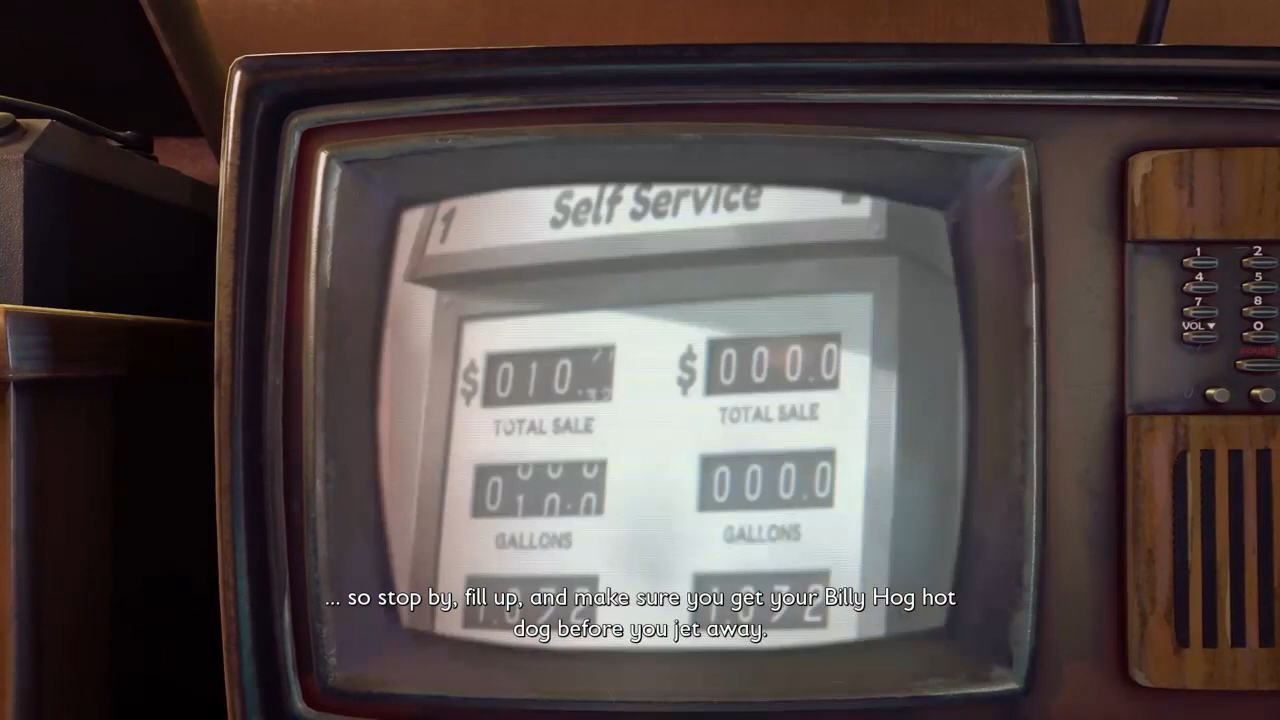 1
Self Service
$ 010. $ 000.0
TOTAL SALE TOTAL SALE
0 000.0
GALLONS GALLONS
... so stop by, fill up, and make sure you get your Billy Hog hot
dog before you jet away.
1 2
4 5
7 8
VOL▼ 0